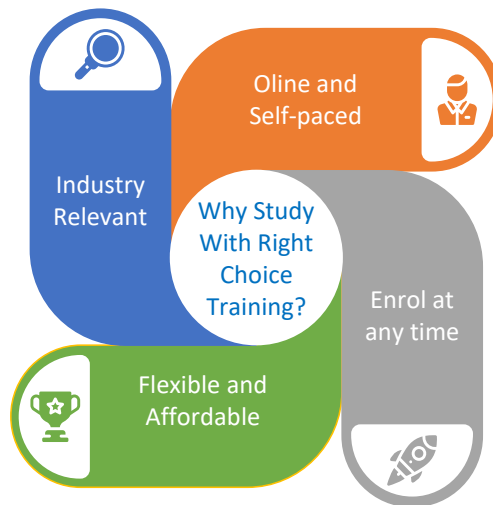 Oline and
Self-paced
Industry
Relevant
Why Study
With Right
Choice
Training?
Enrol at
any time
Flexible and
Affordable